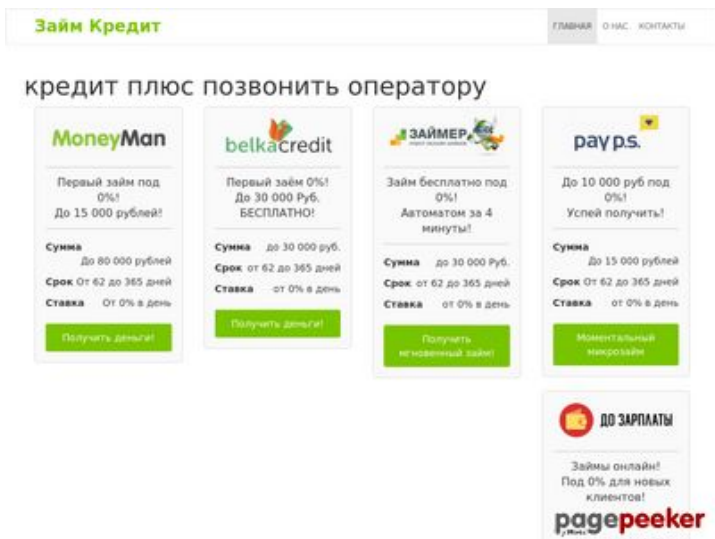 Займ Кредит
ГЛАВНАЯ О НАС КОНТАКТЫ
кредит плюс позвонить оператору
MoneyMan
Первый займ под
0%!
До 15 000 рублей!
Сумма
До 80 000 рублей
Срок От 62 до 365 дней
Ставка От 0% в день
Получить деньги!
belkacredit
Первый заём 0%!
До 30 000 Руб.
БЕСПЛАТНО!
Сумма до 30 000 руб.
Срок от 62 до 365 дней
Ставка от 0% в день
Получить деньги!
ЗАЙМЕР
Займ бесплатно под
0%!
Автоматом за 4
минуты!
Сумма до 30 000 Руб.
Срок от 62 до 365 дней
Ставка от 0% в день
Получить
мгновенный займ!
pay p.s.
До 10 000 руб под
0%!
Успей получить!
Сумма
До 15 000 рублей
Срок От 62 до 365 дней
Ставка от 0% в день
Моментальный
микрозайм
ДО ЗАРПЛАТЫ
Займы онлайн!
Под 0% для новых
клиентов!
pagepeeker